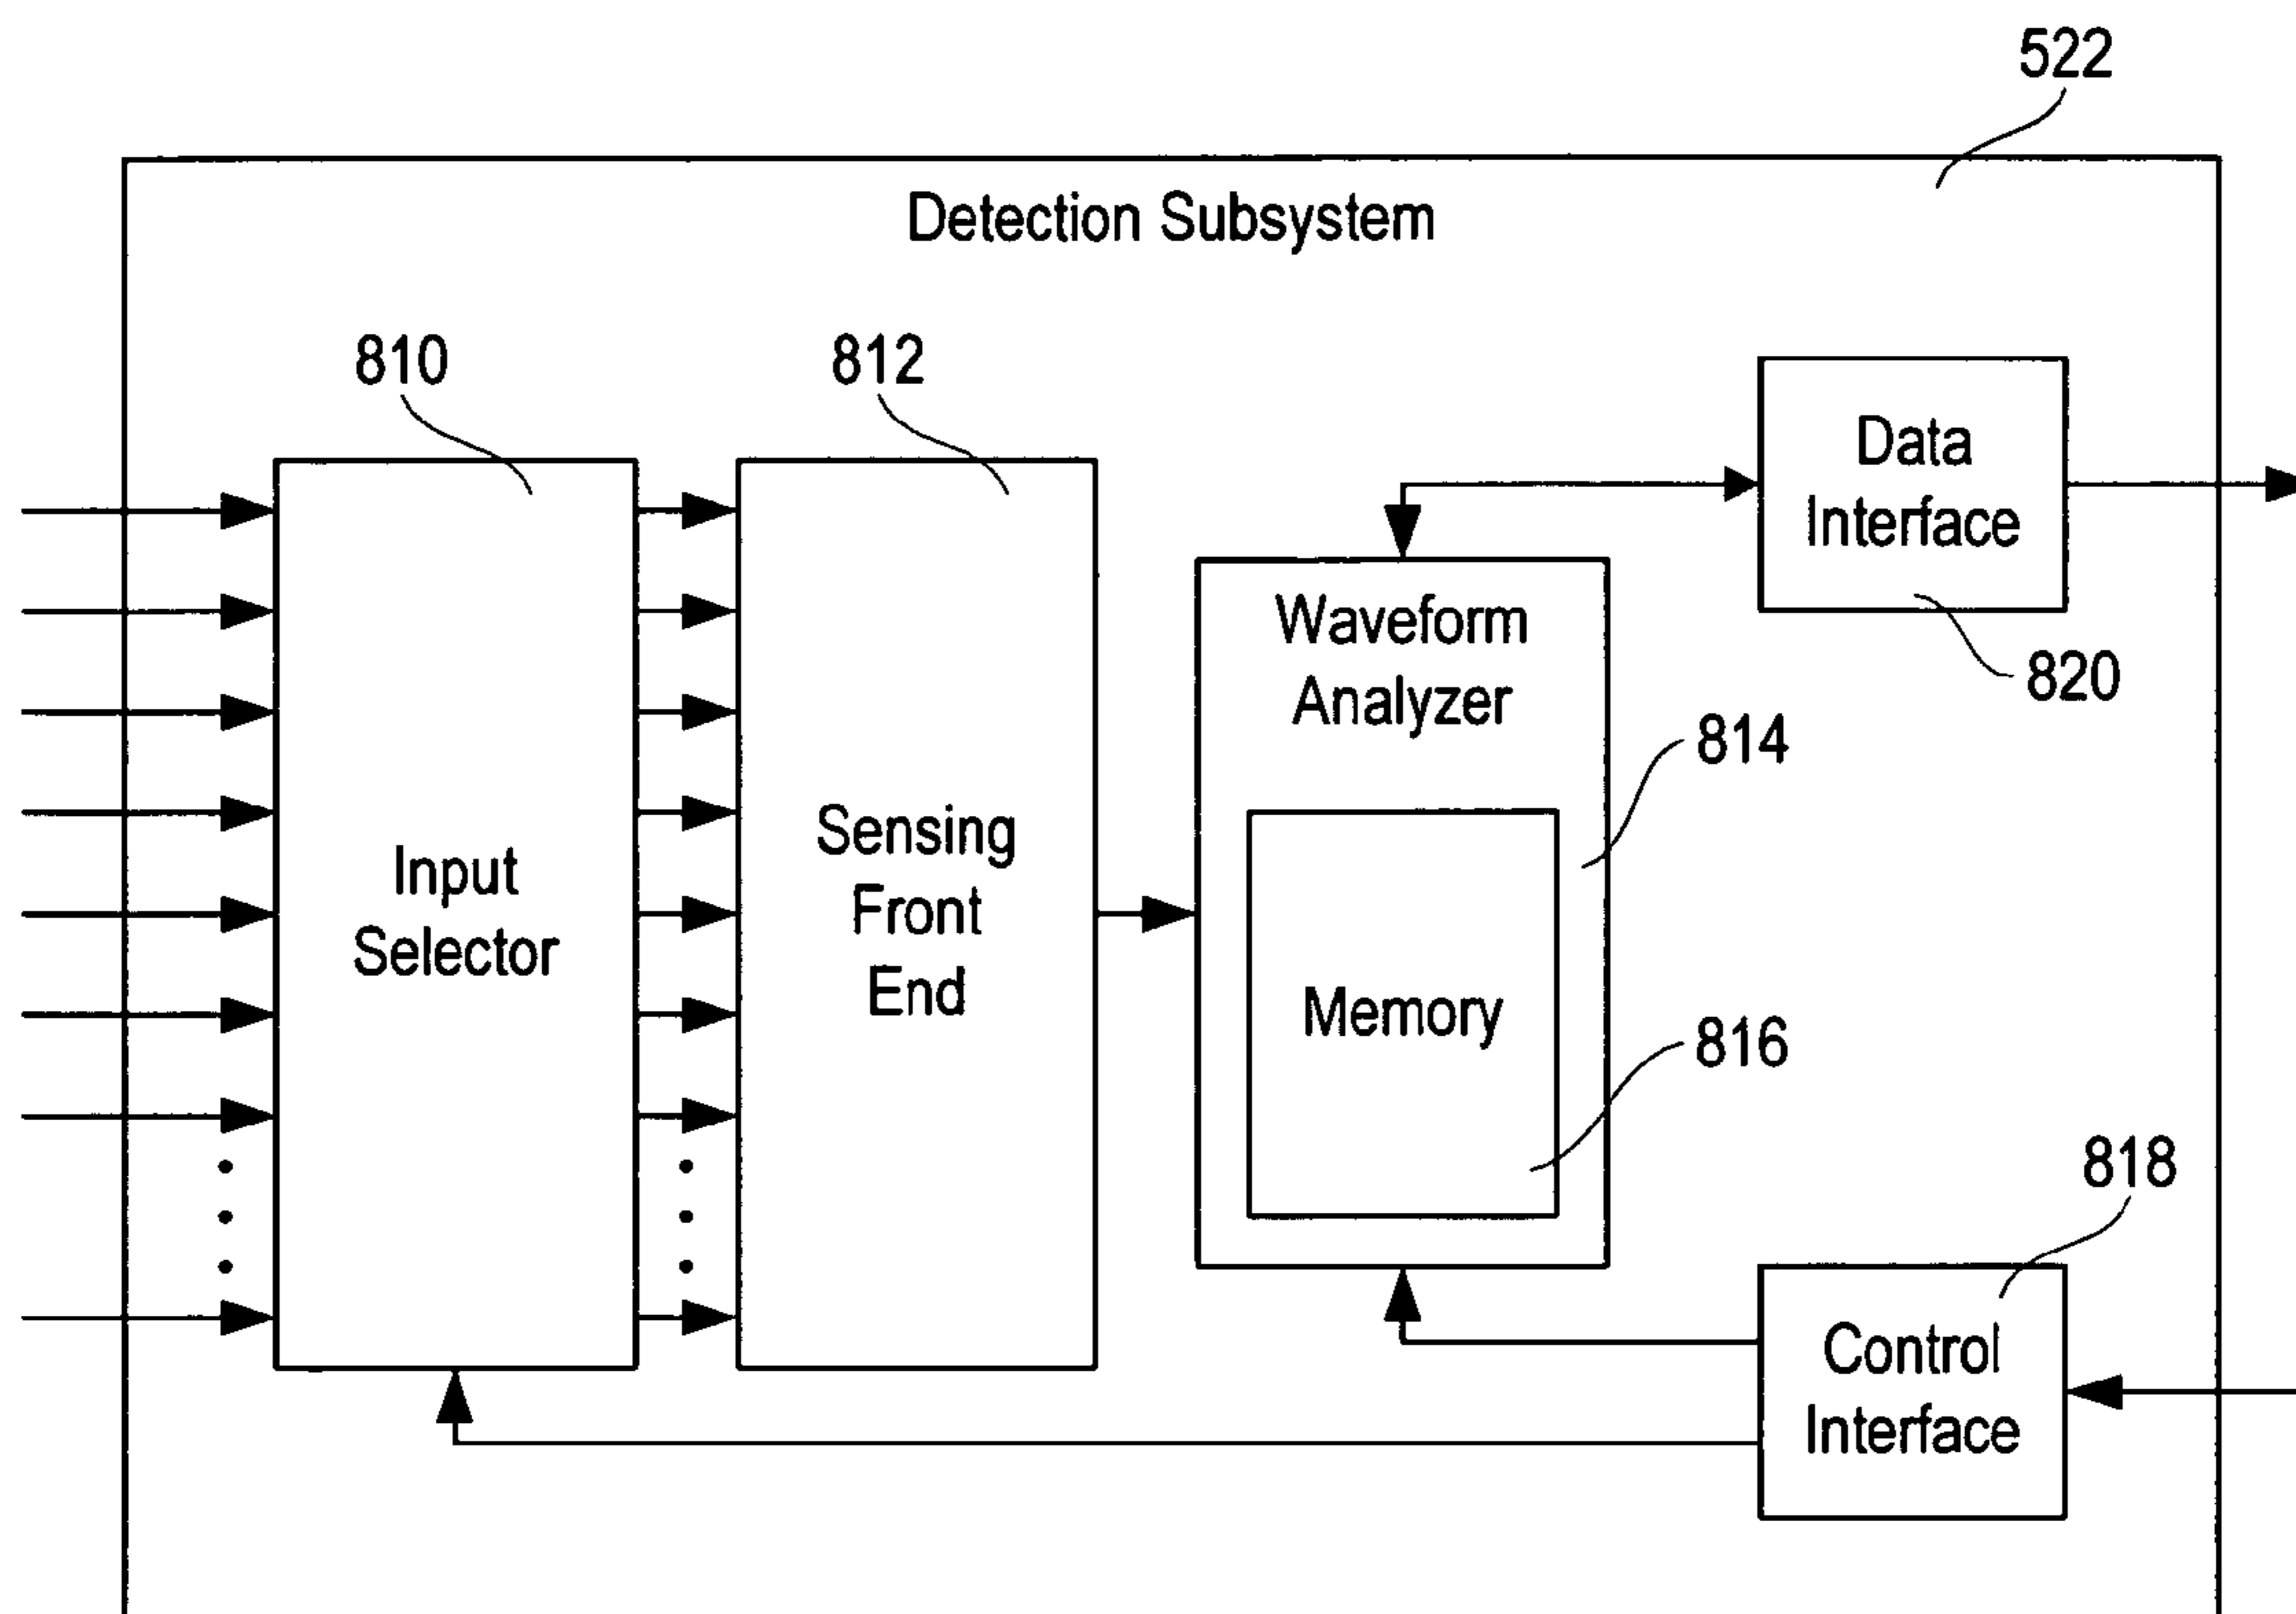 522
Detection Subsystem
810
812
Data
Interface
820
Waveform
Analyzer
814
Input
Selector
Sensing
Front
End
Memory
816
818
Control
Interface